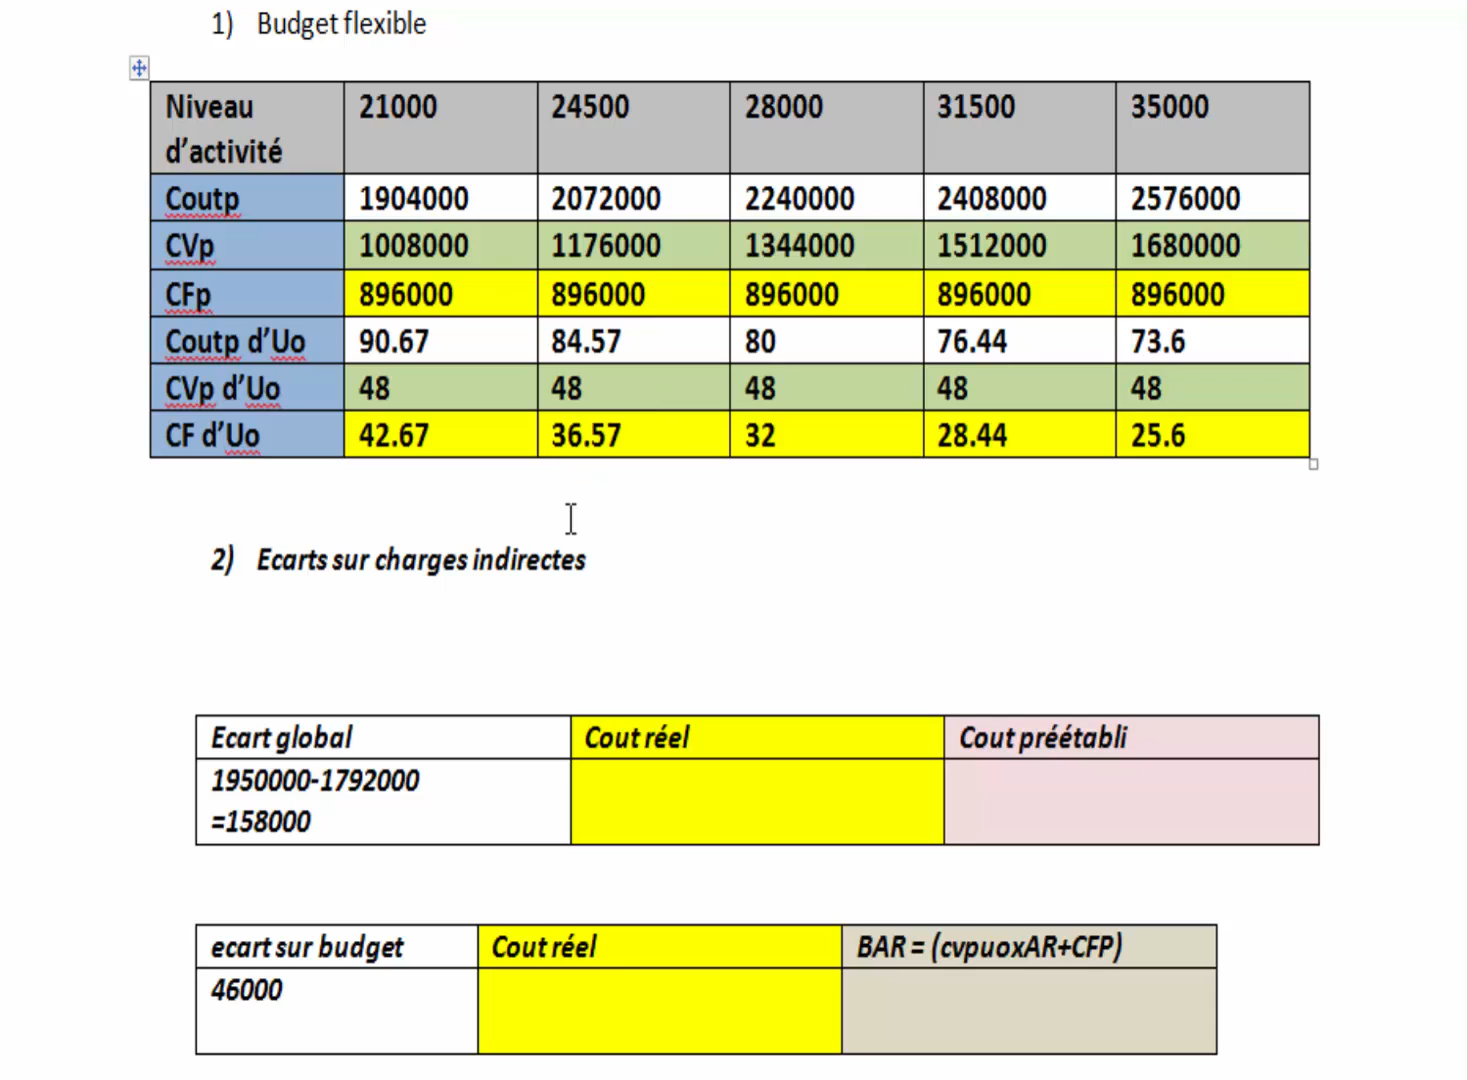 1) Budget flexible
Niveau d’activité 21000 24500 28000 31500 35000
Coutp 1904000 2072000 2240000 2408000 2576000
CVp 1008000 1176000 1344000 1512000 1680000
CFp 896000 896000 896000 896000 896000
Coutp d’Uo 90.67 84.57 80 76.44 73.6
CVp d’Uo 48 48 48 48 48
CF d’Uo 42.67 36.57 32 28.44 25.6
2) Ecarts sur charges indirectes
Ecart global Cout réel Cout préétabli
1950000-1792000
=158000
ecart sur budget Cout réel BAR = (cvpuoxAR+CFP)
46000